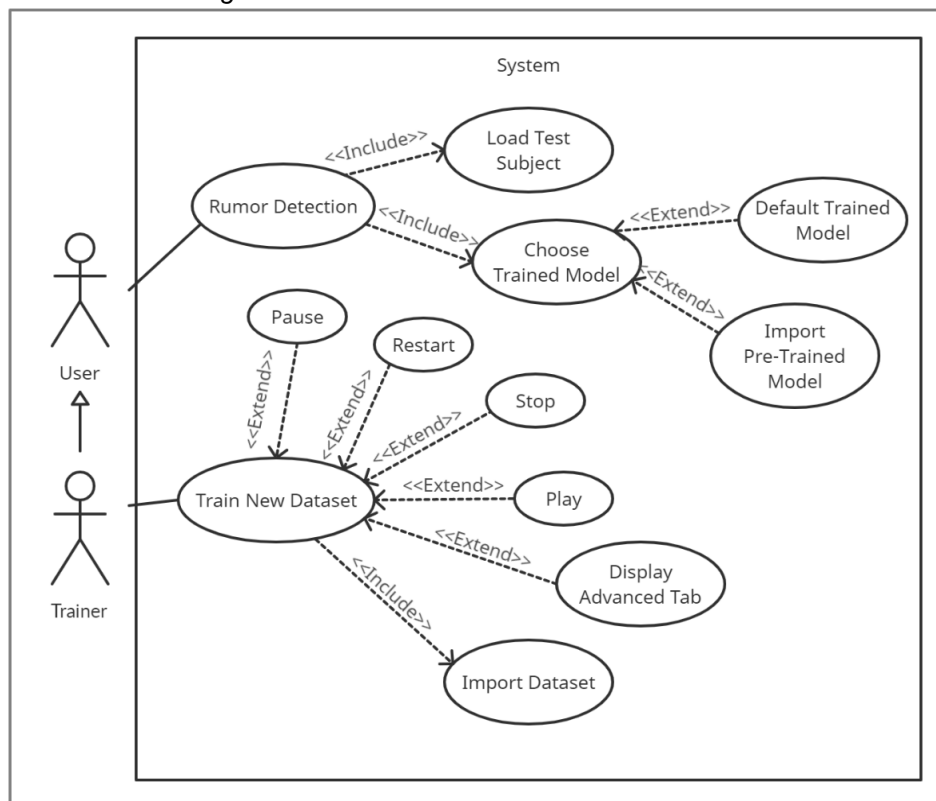 g
System
<<Include>>
Load Test
Subject
Rumor Detection
<<Include>>
Choose
Trained Model
<<Extend>>
Default Trained
Model
<<Extend>>
Import
Pre-Trained
Model
User
Pause
<<Extend>>
Restart
<<Extend>>
Stop
<<Extend>>
Train New Dataset
<<Extend>>
Play
<<Extend>>
Display
Advanced Tab
Trainer
<<Include>>
Import Dataset